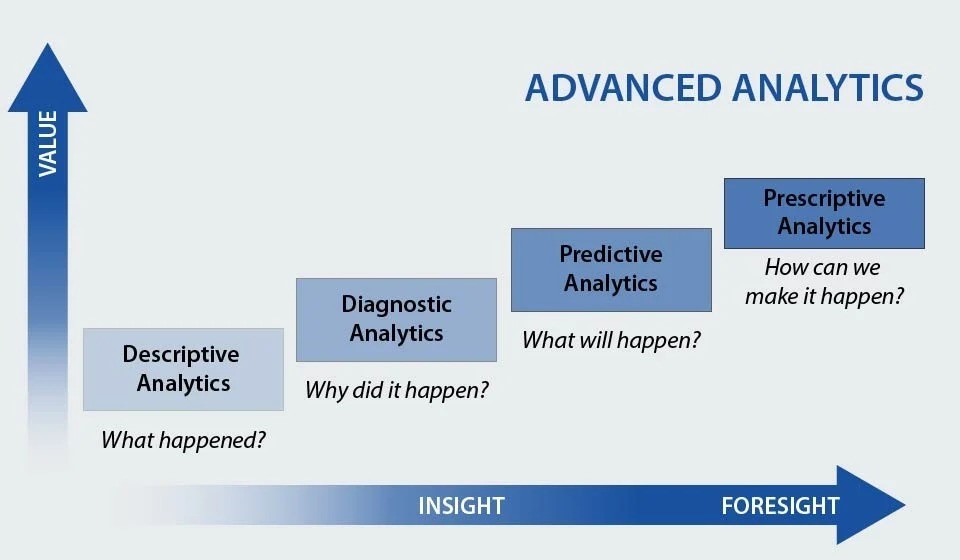 ADVANCED ANALYTICS
VALUE
Descriptive
Analytics
What happened?
Diagnostic
Analytics
Why did it happen?
Predictive
Analytics
What will happen?
Prescriptive
Analytics
How can we
make it happen?
INSIGHT
FORESIGHT